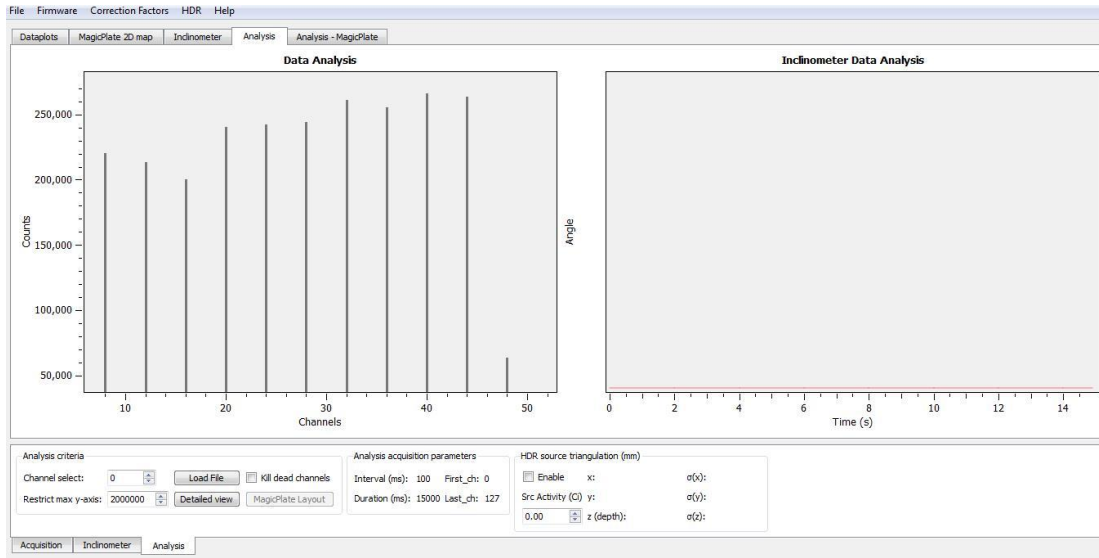 File Firmware Correction Factors HDR Help
Dataplots MagicPlate 2D map Inclinometer Analysis Analysis - MagicPlate
Data Analysis
250,000
200,000
150,000
100,000
50,000
Counts
10 20 30 40 50
Channels
Inclinometer Data Analysis
Angle
0 2 4 6 8 10 12 14
Time (s)
Analysis criteria
Channel select: 0 Load File Kill dead channels
Restrict max y-axis: 2000000 Detailed view MagicPlate Layout
Analysis acquisition parameters
Interval (ms): 100 First_ch: 0
Duration (ms): 15000 Last_ch: 127
HDR source triangulation (mm)
Enable x: σ(x):
Src Activity (Ci) y: σ(y):
0.00 z (depth): σ(z):
Acquisition Inclinometer Analysis